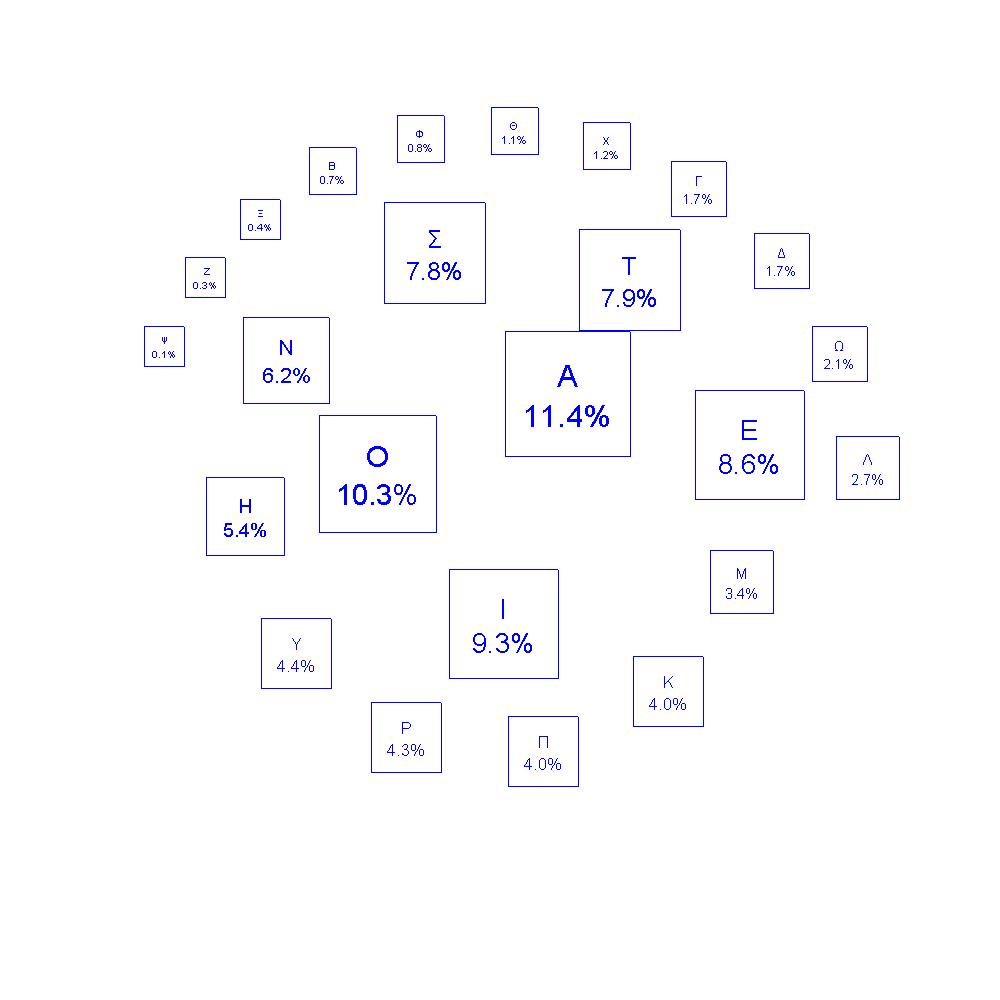 Θ
1.1%
Φ
0.8%
Χ
1.2%
Β
0.7%
Γ
1.7%
Ξ
0.4%
Σ
7.8%
Δ
1.7%
Τ
7.9%
Ζ
0.3%
Ψ
0.1%
Ν
6.2%
Ω
2.1%
Α
11.4%
Ε
8.6%
Ο
10.3%
Λ
2.7%
Η
5.4%
Μ
3.4%
Ι
9.3%
Υ
4.4%
Κ
4.0%
Ρ
4.3%
Π
4.0%